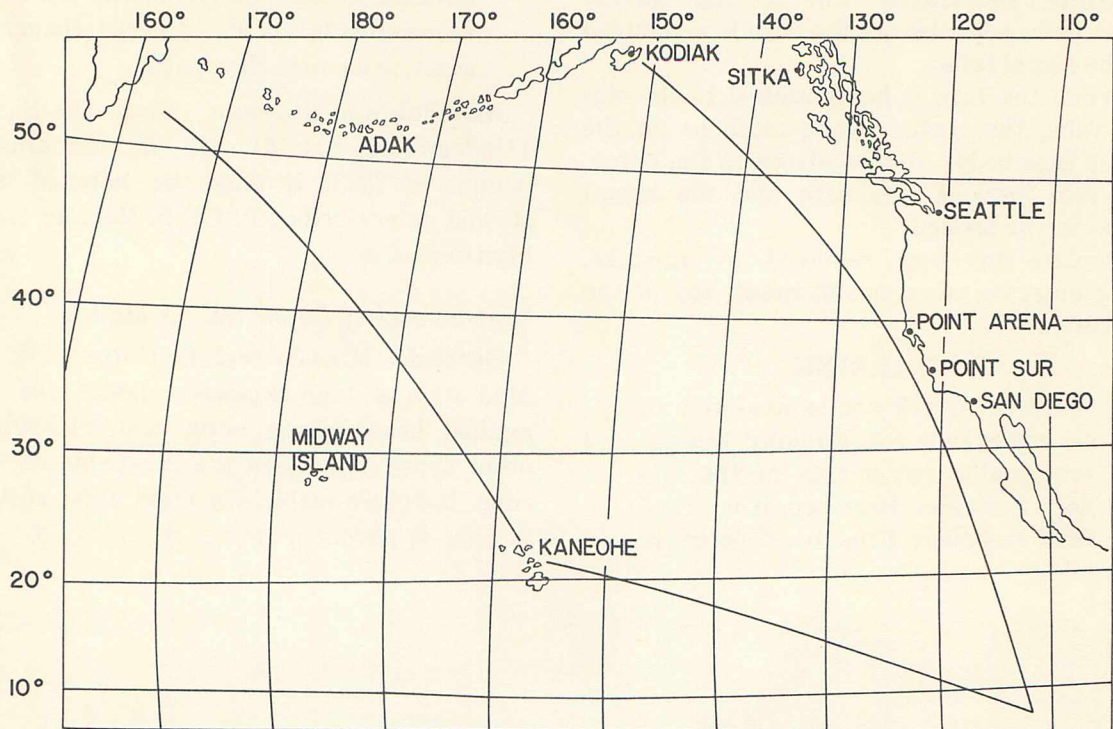 160° 170° 180° 170° 160° 150° 140° 130° 120° 110°
KODIAK
SITKA
50°
ADAK
SEATTLE
40°
POINT ARENA
POINT SUR
SAN DIEGO
30°
MIDWAY
ISLAND
KANEOHE
20°
10°